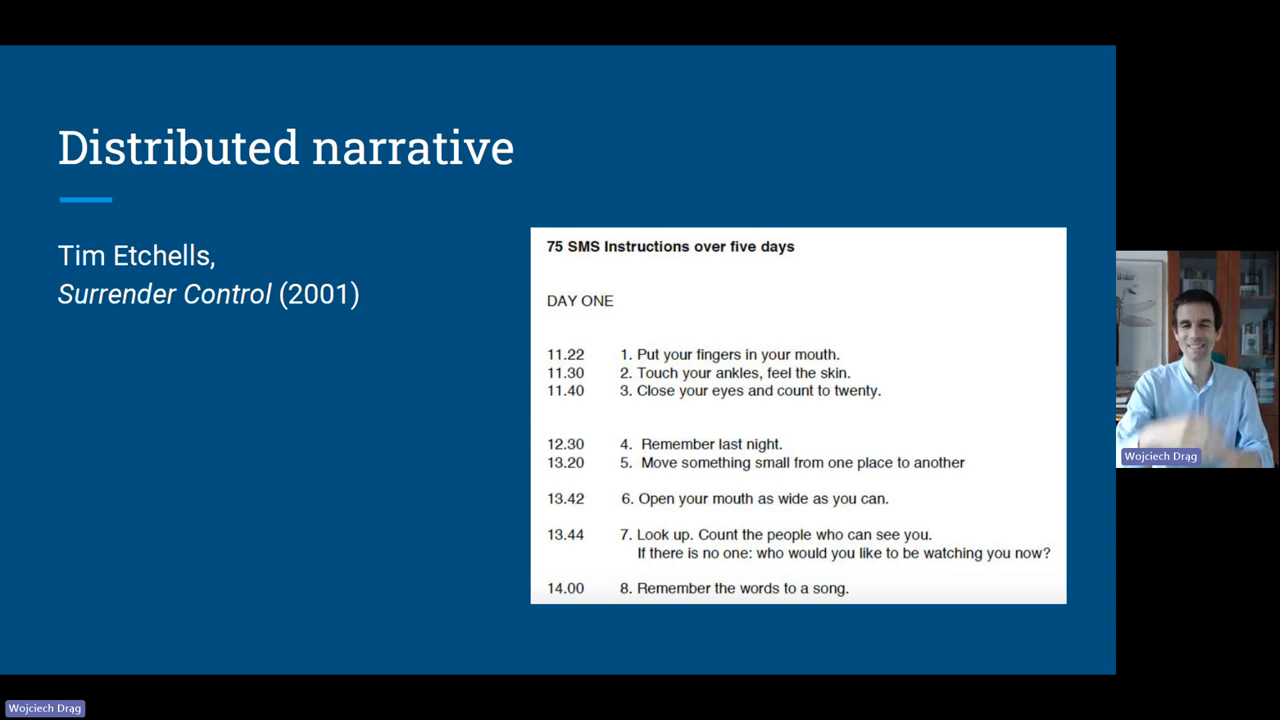 Distributed narrative
Tim Etchells,
Surrender Control (2001)
75 SMS Instructions over five days
DAY ONE
11.22 1. Put your fingers in your mouth.
11.30 2. Touch your ankles, feel the skin.
11.40 3. Close your eyes and count to twenty.
12.30 4. Remember last night.
13.20 5. Move something small from one place to another
13.42 6. Open your mouth as wide as you can.
13.44 7. Look up. Count the people who can see you.
If there is no one: who would you like to be watching you now?
14.00 8. Remember the words to a song.
Wojciech Drąg
Wojciech Drąg